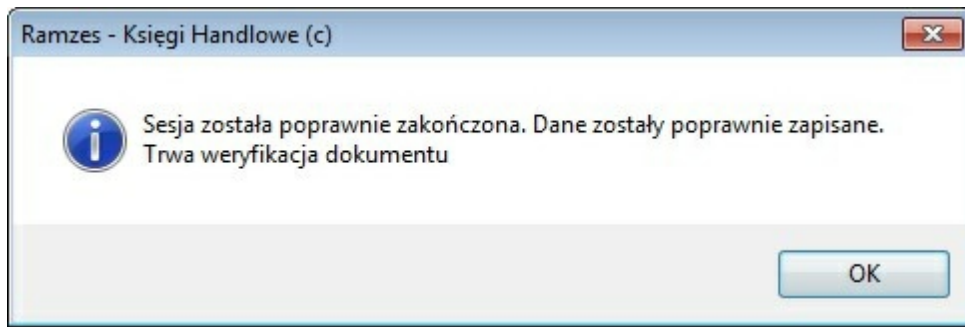 Ramzes - Księgi Handlowe (c)
Sesja została poprawnie zakończona. Dane zostały poprawnie zapisane.
Trwa weryfikacja dokumentu
OK